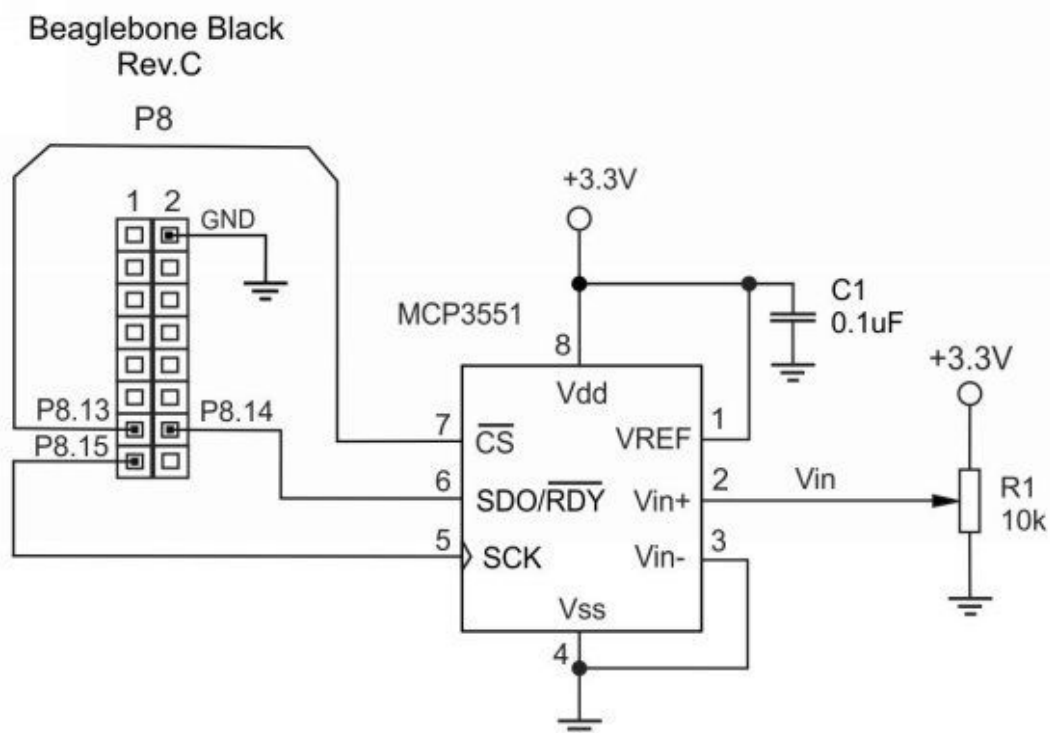 Beaglebone Black
Rev.C
P8
1 2
GND
+3.3V
C1
0.1uF
MCP3551
8
Vdd
+3.3V
P8.13
P8.14
P8.15
7
CS
1
VREF
6
SDO/RDY
2
Vin+
Vin
R1
10k
5
SCK
3
Vin-
Vss
4